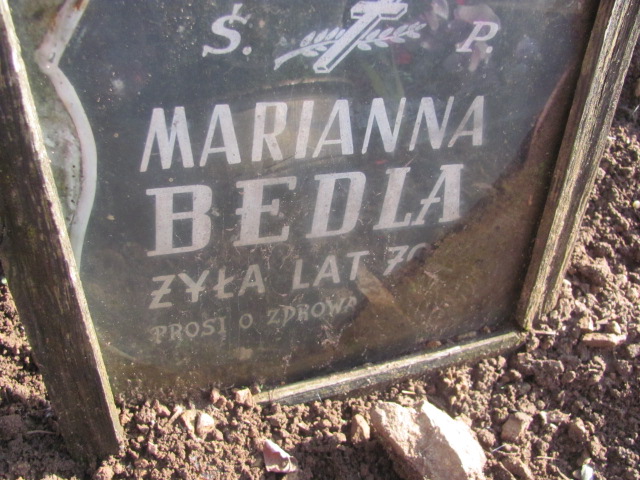 Ś. P.
MARIANNA
BEDLA
ŻYŁA LAT 70
PROSI O ZDROWA